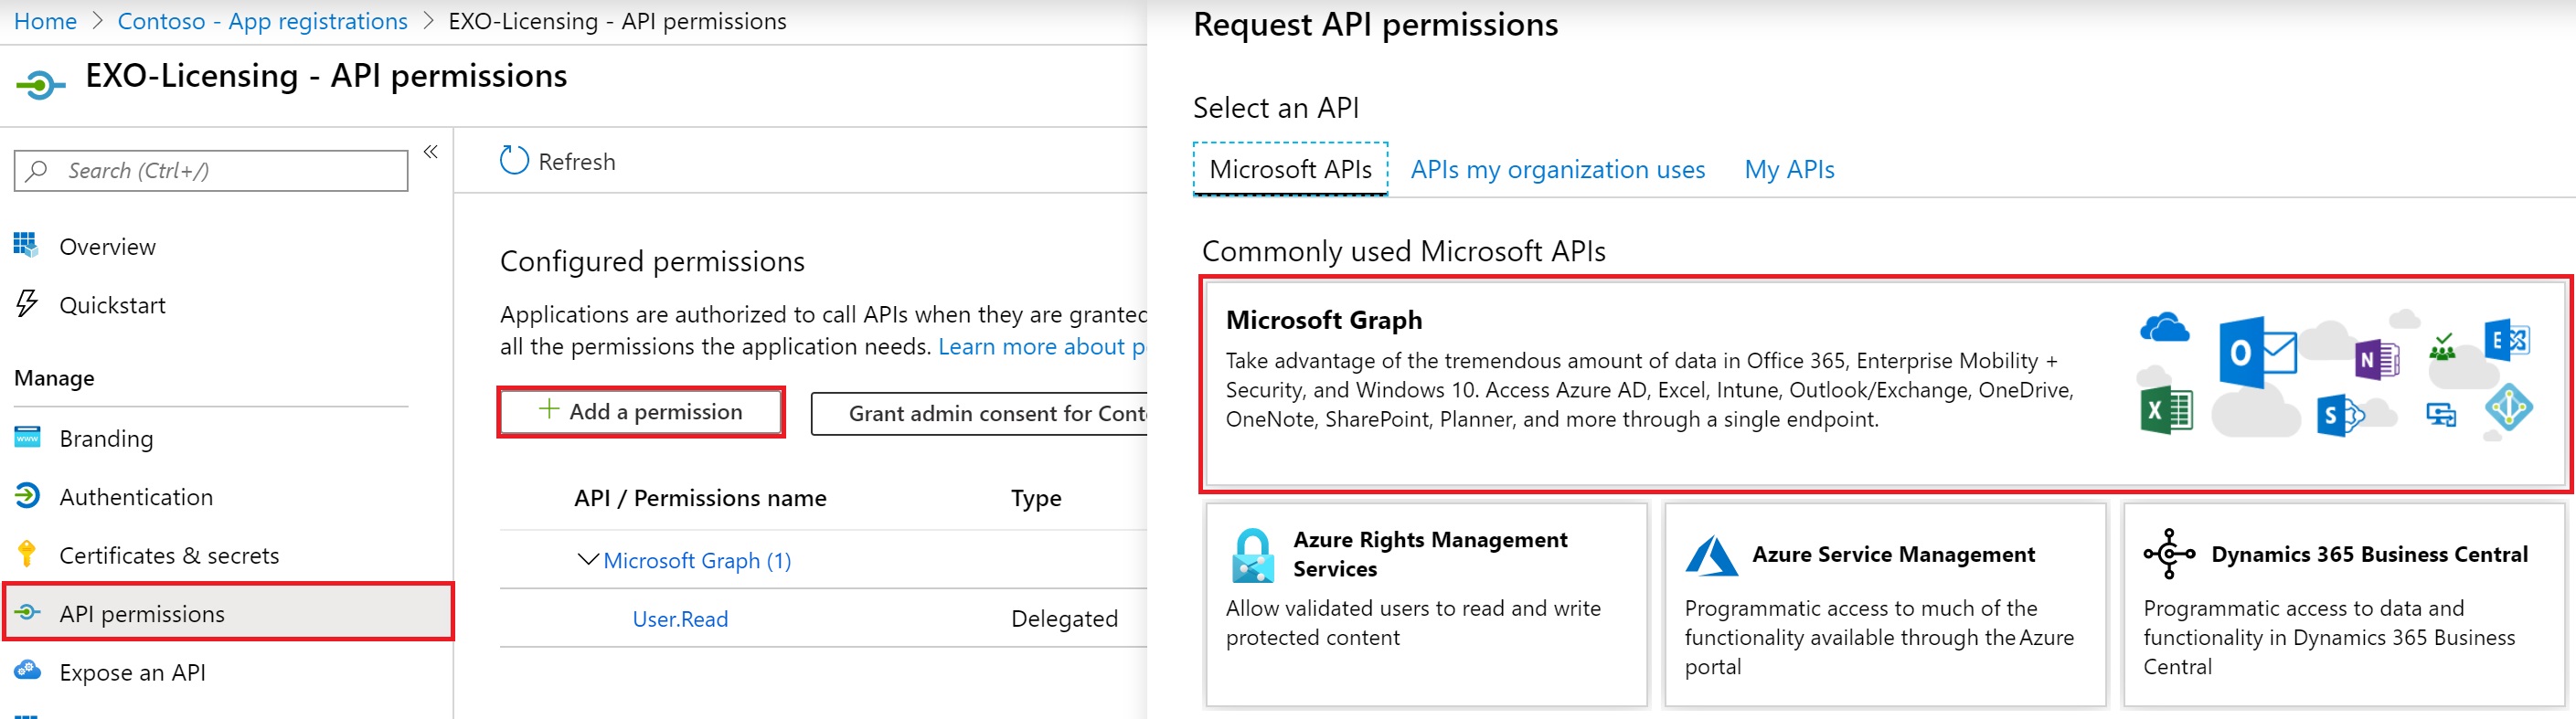 Home > Contoso - App registrations > EXO-Licensing - API permissions
EXO-Licensing - API permissions
Search (Ctrl+/)
«
Overview
Quickstart
Manage
Branding
Authentication
Certificates & secrets
API permissions
Expose an API
Refresh
Configured permissions
Applications are authorized to call APIs when they are granted
all the permissions the application needs. Learn more about p
+ Add a permission
Grant admin consent for Cont
API / Permissions name Type
Microsoft Graph (1)
User.Read Delegated
Request API permissions
Select an API
Microsoft APIs APIs my organization uses My APIs
Commonly used Microsoft APIs
Microsoft Graph
Take advantage of the tremendous amount of data in Office 365, Enterprise Mobility +
Security, and Windows 10. Access Azure AD, Excel, Intune, Outlook/Exchange, OneDrive,
OneNote, SharePoint, Planner, and more through a single endpoint.
Azure Rights Management
Services
Allow validated users to read and write
protected content
Azure Service Management
Programmatic access to much of the
functionality available through the Azure
portal
Dynamics 365 Business Central
Programmatic access to data and
functionality in Dynamics 365 Business
Central